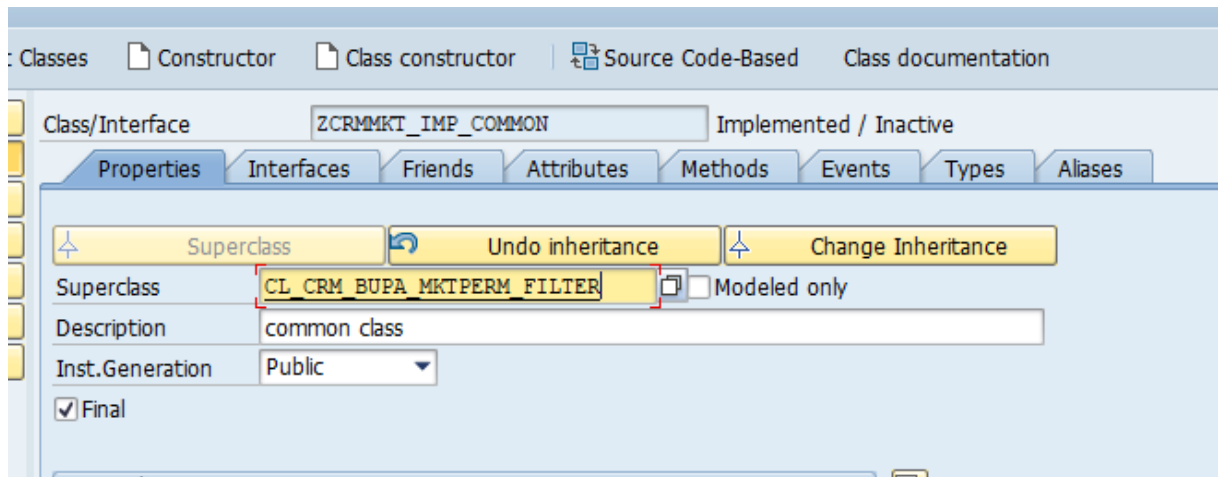 Classes Constructor Class constructor Source Code-Based Class documentation
Class/Interface ZCRMMKT_IMP_COMMON Implemented / Inactive
Properties Interfaces Friends Attributes Methods Events Types Aliases
Superclass Undo inheritance Change Inheritance
Superclass CL_CRM_BUPA_MKTPERM_FILTER Modeled only
Description common class
Inst.Generation Public
Final